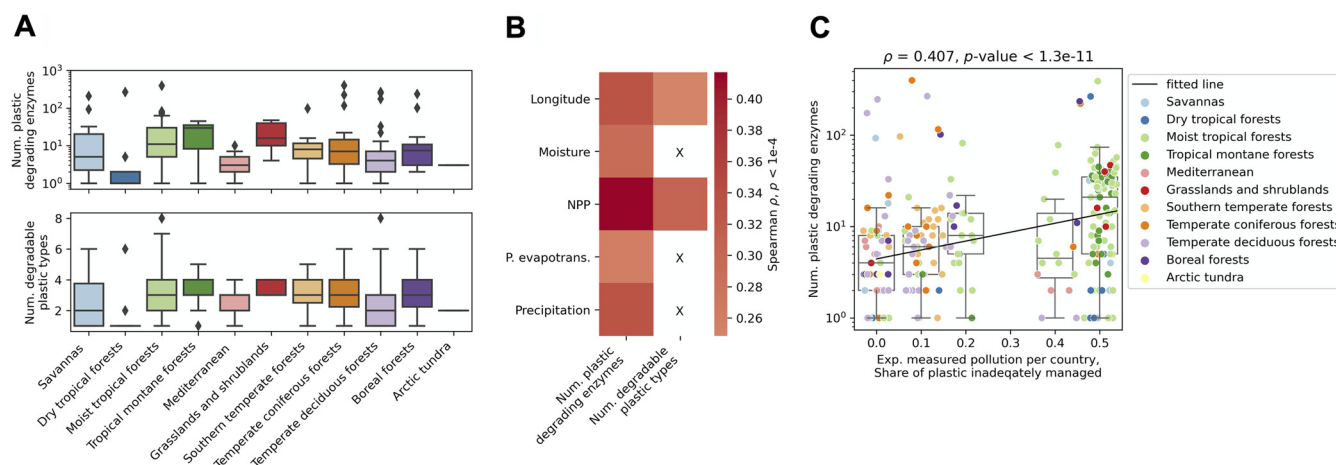 A
Num. plastic
degrading enzymes
10³
10²
10¹
10⁰
Num. degradable
plastic types
8
6
4
2
Savannas
Dry tropical forests
Moist tropical forests
Tropical montane forests
Mediterranean
Grasslands and shrublands
Southern temperate forests
Temperate coniferous forests
Temperate deciduous forests
Boreal forests
Arctic tundra
B
Longitude
Moisture
NPP
P. evapotrans.
Precipitation
X
X
X
Num. plastic
degrading enzymes
Num. degradable
plastic types
0.40
0.38
0.36
0.34
0.32
0.30
0.28
0.26
Spearman ρ, p < 1e-4
C
ρ = 0.407, p-value < 1.3e-11
Num. plastic degrading enzymes
10²
10¹
10⁰
0.0 0.1 0.2 0.3 0.4 0.5
Exp. measured pollution per country,
Share of plastic inadeqately managed
fitted line
Savannas
Dry tropical forests
Moist tropical forests
Tropical montane forests
Mediterranean
Grasslands and shrublands
Southern temperate forests
Temperate coniferous forests
Temperate deciduous forests
Boreal forests
Arctic tundra